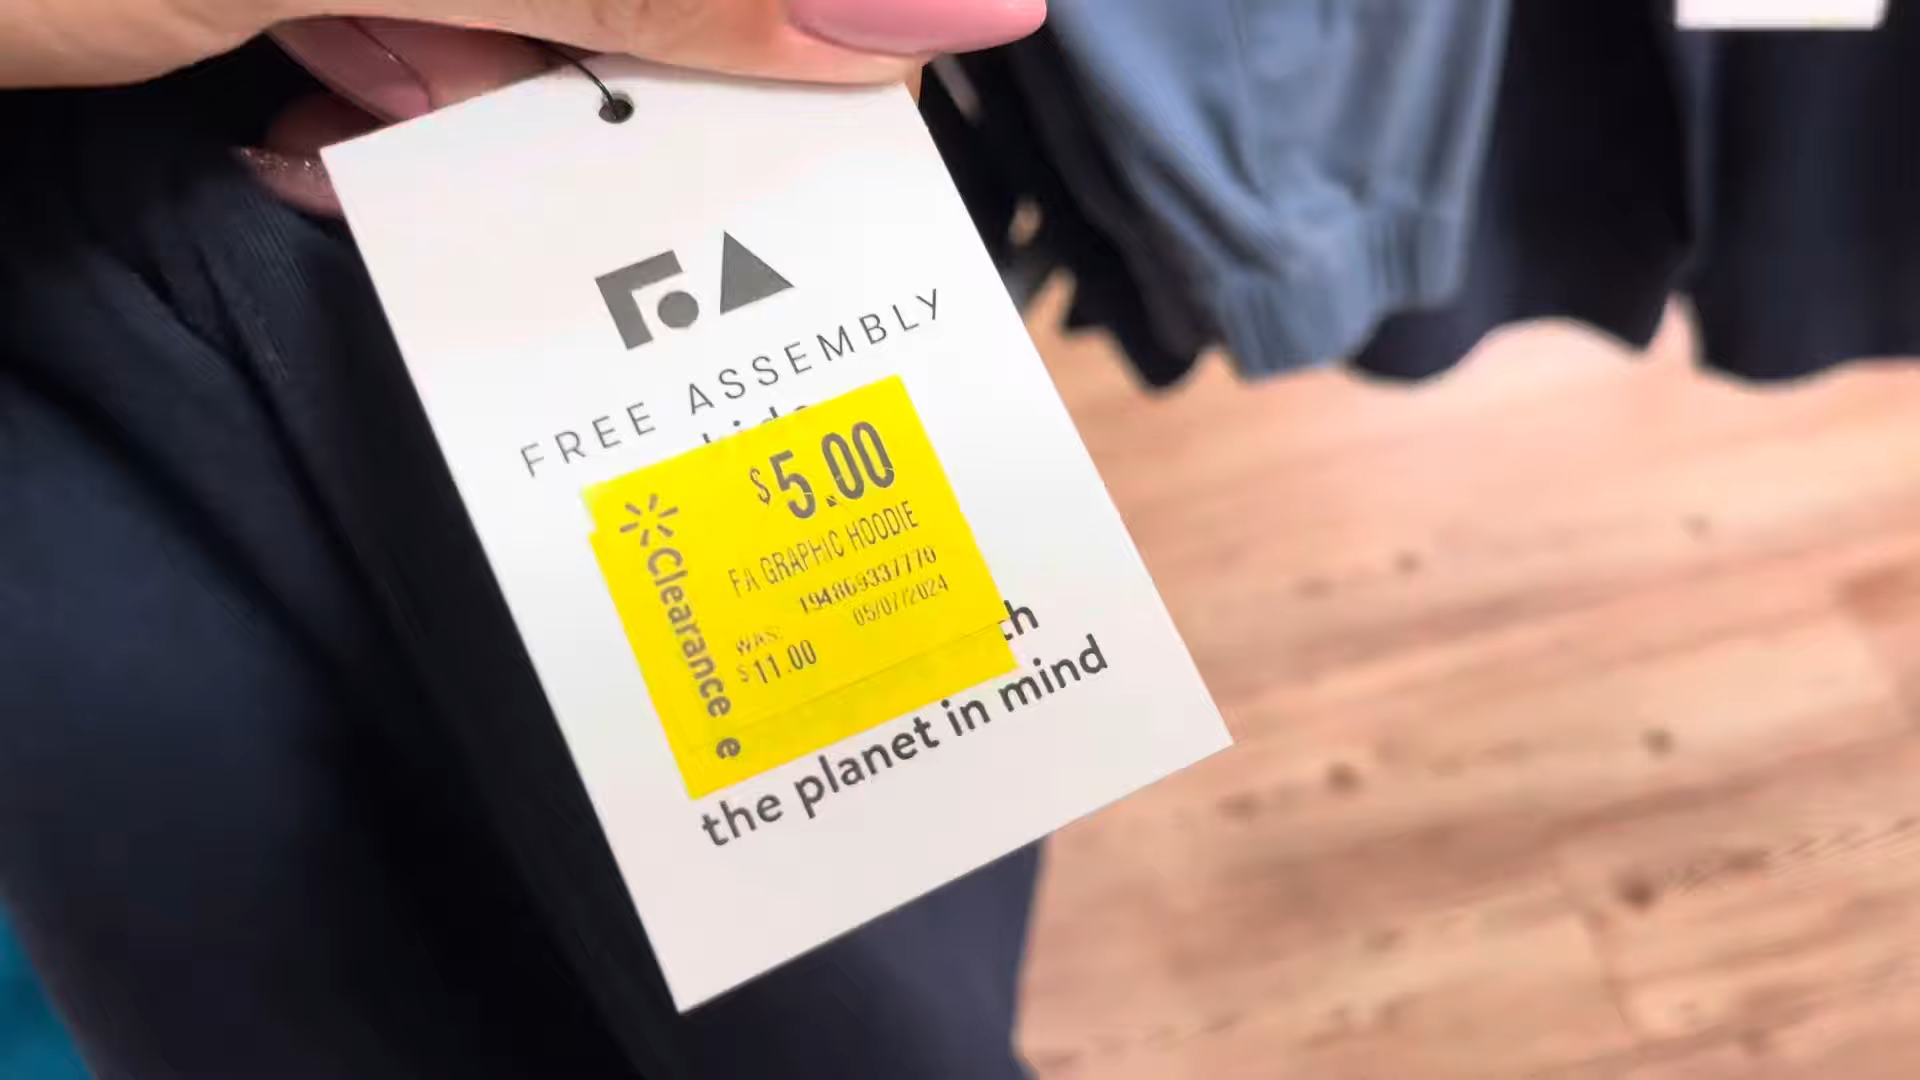 FREE ASSEMBLY
$5.00
FA GRAPHIC HOODIE
194869337770
05/07/2024
WAS:
$11.00
Clearance
e
the planet in mind